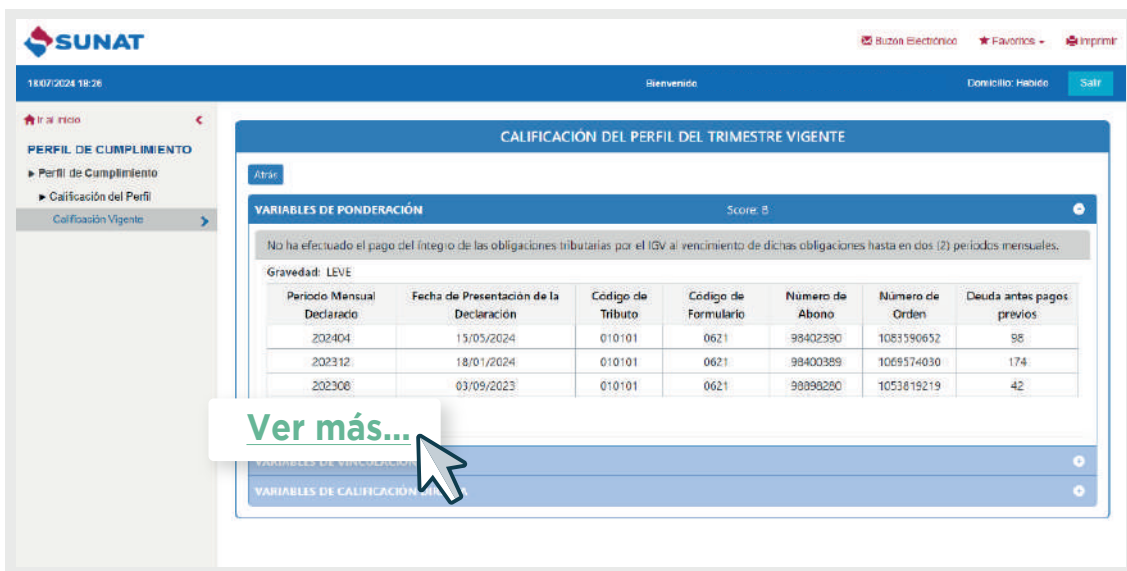 SUNAT
Buzón Electrónico Favoritos Imprimir
18/07/2024 18:26 Bienvenido Domicilio: Habido Salir
Ir al inicio
PERFIL DE CUMPLIMIENTO
Perfil de Cumplimiento
Calificación del Perfil
Calificación Vigente
CALIFICACIÓN DEL PERFIL DEL TRIMESTRE VIGENTE
Atrás
VARIABLES DE PONDERACIÓN Score: B
No ha efectuado el pago del íntegro de las obligaciones tributarias por el IGV al vencimiento de dichas obligaciones hasta en dos (2) periodos mensuales.
Gravedad: LEVE
Periodo Mensual Declarado Fecha de Presentación de la Declaración Código de Tributo Código de Formulario Número de Abono Número de Orden Deuda antes pagos previos
202404 15/05/2024 010101 0621 98402390 1083590652 98
202312 18/01/2024 010101 0621 98400389 1069574030 174
202308 03/09/2023 010101 0621 98898280 1053819219 42
Ver más...
VARIABLES DE VINCULACIÓN
VARIABLES DE CALIFICACIÓN